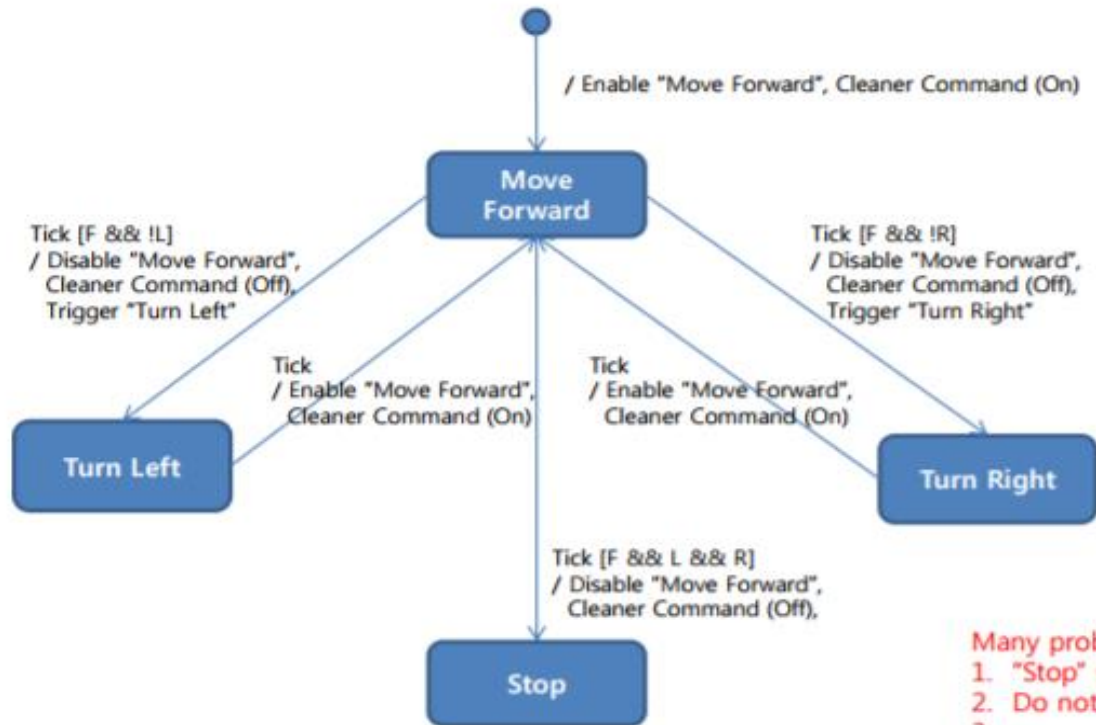 / Enable "Move Forward", Cleaner Command (On)
Move
Forward
Tick [F && !L]
/ Disable "Move Forward",
Cleaner Command (Off),
Trigger "Turn Left"
Tick [F && !R]
/ Disable "Move Forward",
Cleaner Command (Off),
Trigger "Turn Right"
Tick
/ Enable "Move Forward",
Cleaner Command (On)
Tick
/ Enable "Move Forward",
Cleaner Command (On)
Turn Left
Turn Right
Tick [F && L && R]
/ Disable "Move Forward",
Cleaner Command (Off),
Stop
Many
1. "Stop"
2. Do not